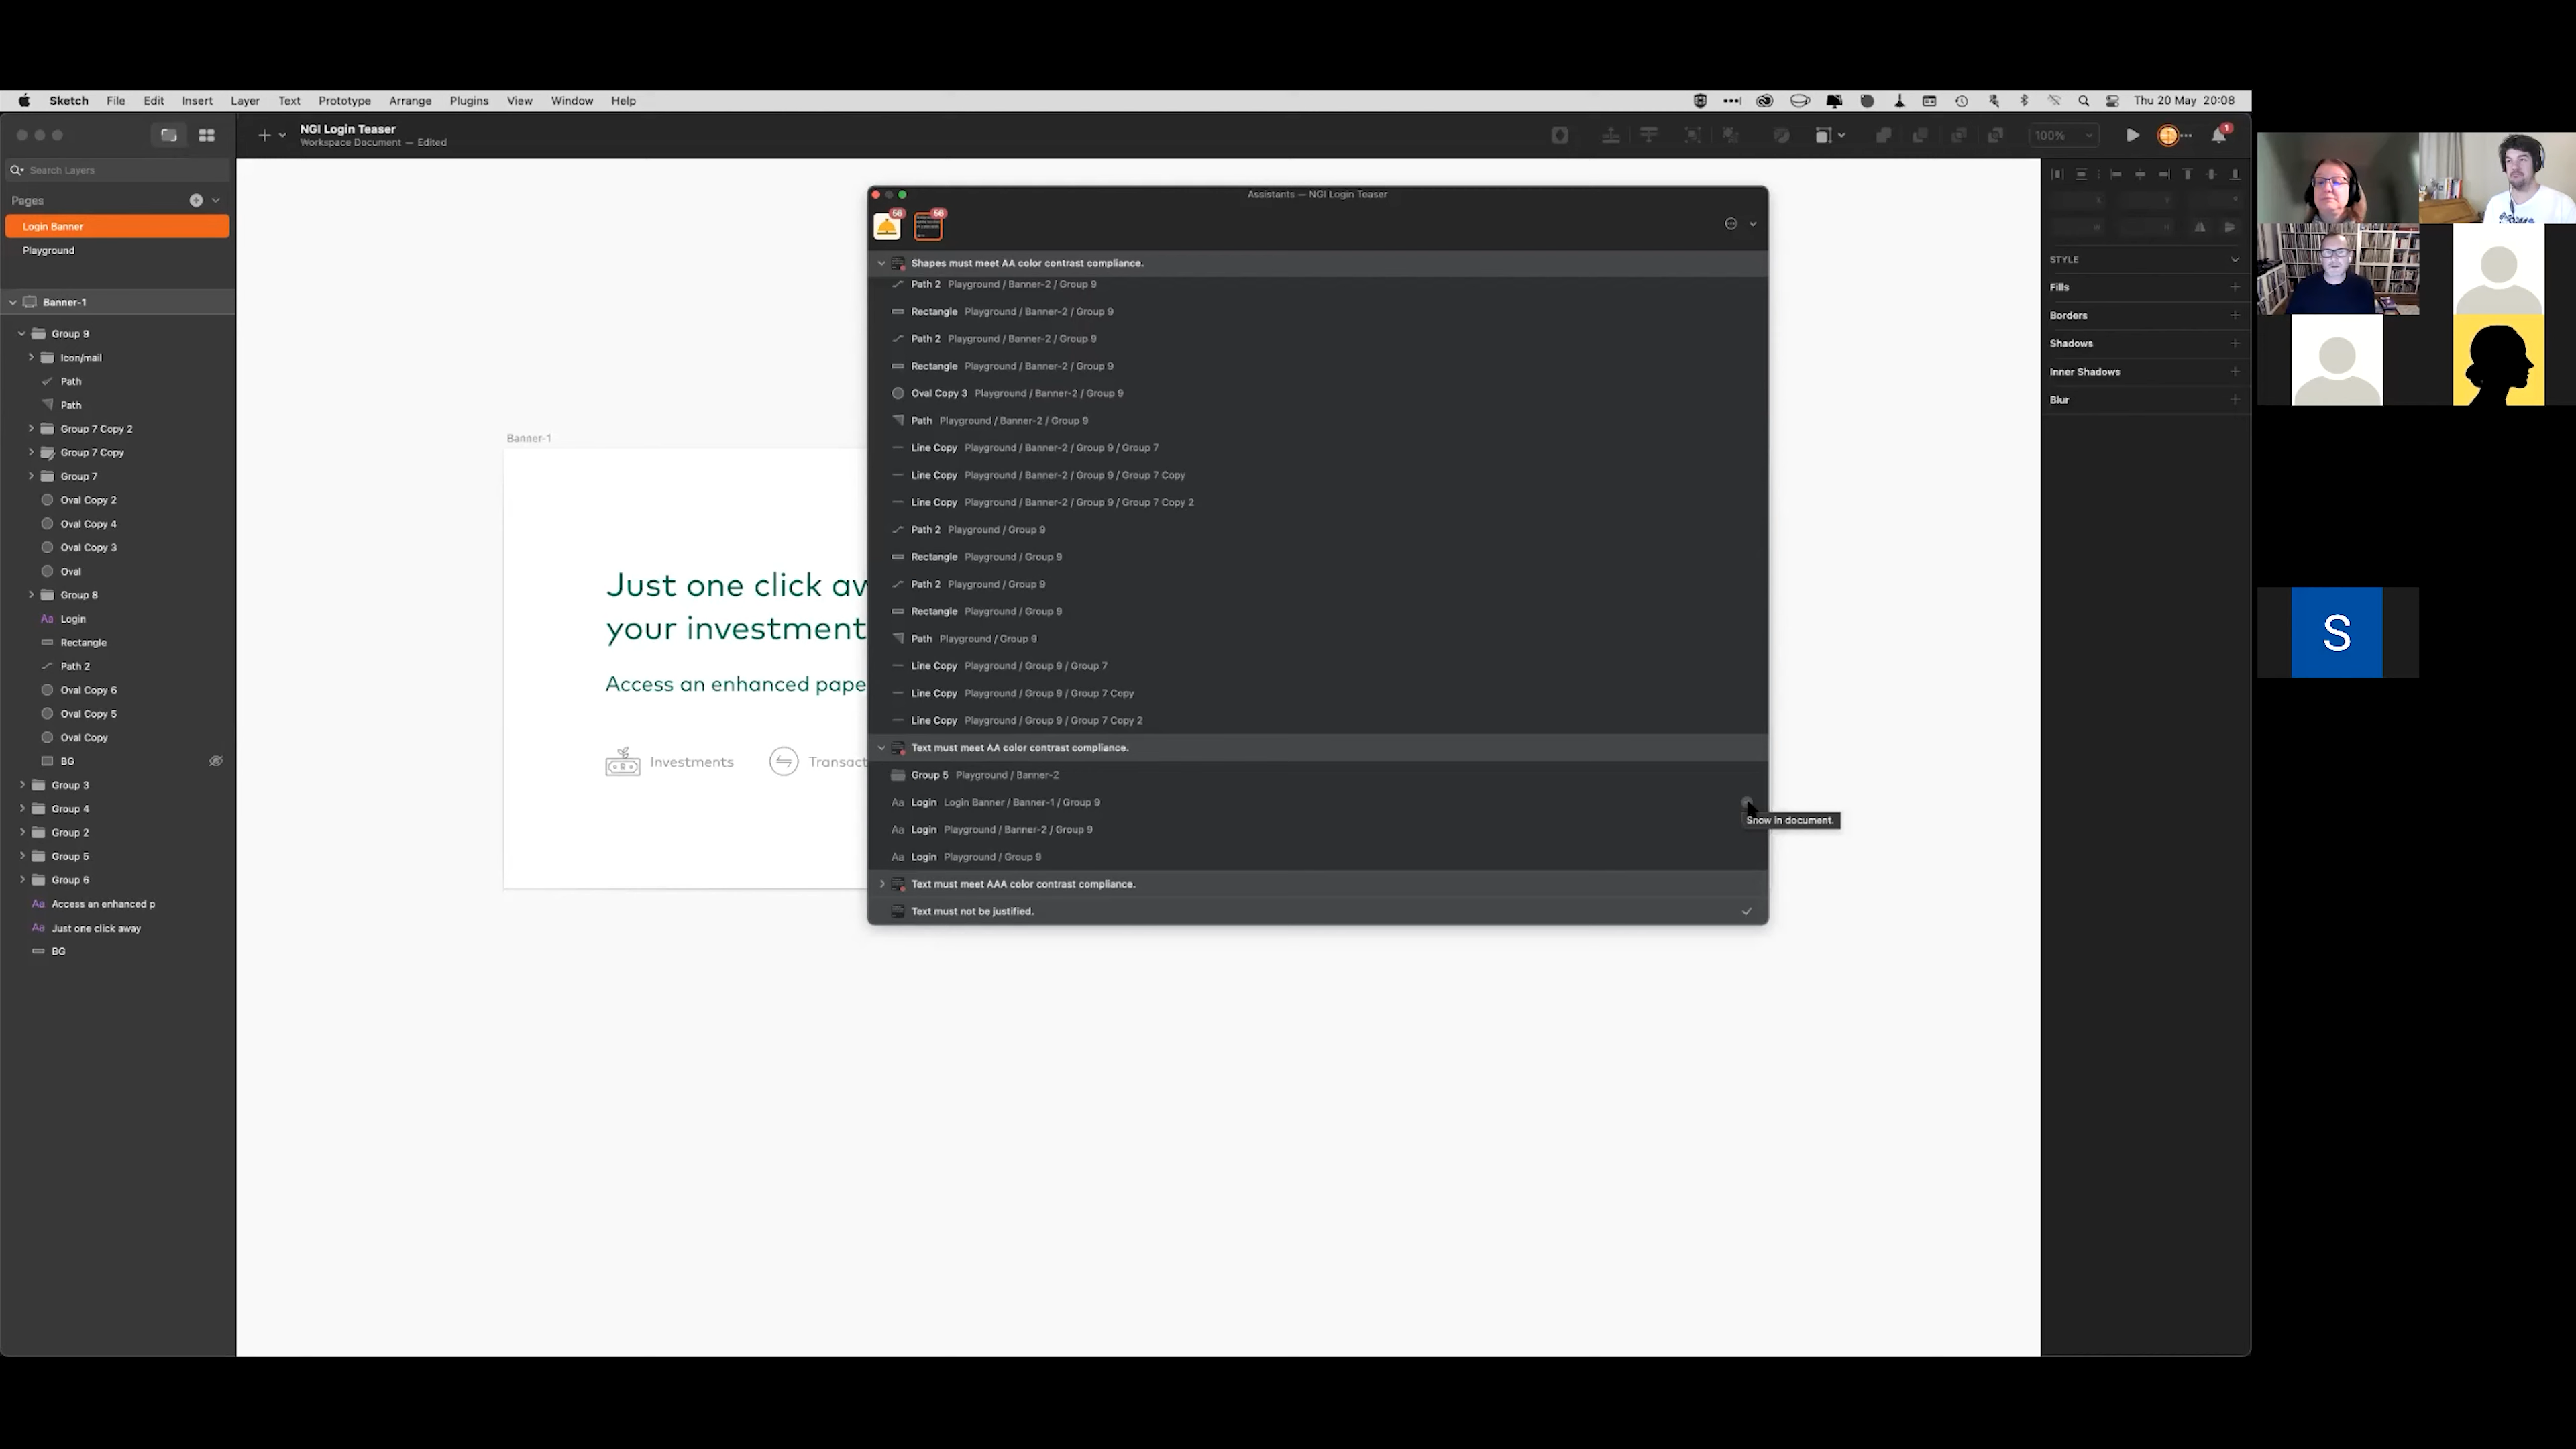 Sketch File Edit Insert Layer Text Prototype Arrange Plugins View Window Help
Thu 20 May 20:08
NGI Login Teaser
Workspace Document — Edited
100%
1
Search Layers
Pages
Login Banner
Playground
Banner-1
Group 9
Icon/mail
Path
Path
Group 7 Copy 2
Group 7 Copy
Group 7
Oval Copy 2
Oval Copy 4
Oval Copy 3
Oval
Group 8
Aa Login
Rectangle
Path 2
Oval Copy 6
Oval Copy 5
Oval Copy
BG
Group 3
Group 4
Group 2
Group 5
Group 6
Aa Access an enhanced p
Aa Just one click away
BG
Banner-1
Just one click aw
your investment
Access an enhanced pape
Investments
Transact
Assistants — NGI Login Teaser
56
56
Shapes must meet AA color contrast compliance.
Path 2 Playground / Banner-2 / Group 9
Rectangle Playground / Banner-2 / Group 9
Path 2 Playground / Banner-2 / Group 9
Rectangle Playground / Banner-2 / Group 9
Oval Copy 3 Playground / Banner-2 / Group 9
Path Playground / Banner-2 / Group 9
Line Copy Playground / Banner-2 / Group 9 / Group 7
Line Copy Playground / Banner-2 / Group 9 / Group 7 Copy
Line Copy Playground / Banner-2 / Group 9 / Group 7 Copy 2
Path 2 Playground / Group 9
Rectangle Playground / Group 9
Path 2 Playground / Group 9
Rectangle Playground / Group 9
Path Playground / Group 9
Line Copy Playground / Group 9 / Group 7
Line Copy Playground / Group 9 / Group 7 Copy
Line Copy Playground / Group 9 / Group 7 Copy 2
Text must meet AA color contrast compliance.
Group 5 Playground / Banner-2
Aa Login Login Banner / Banner-1 / Group 9
Show in document.
Aa Login Playground / Banner-2 / Group 9
Aa Login Playground / Group 9
Text must meet AAA color contrast compliance.
Text must not be justified.
STYLE
Fills
Borders
Shadows
Inner Shadows
Blur
S